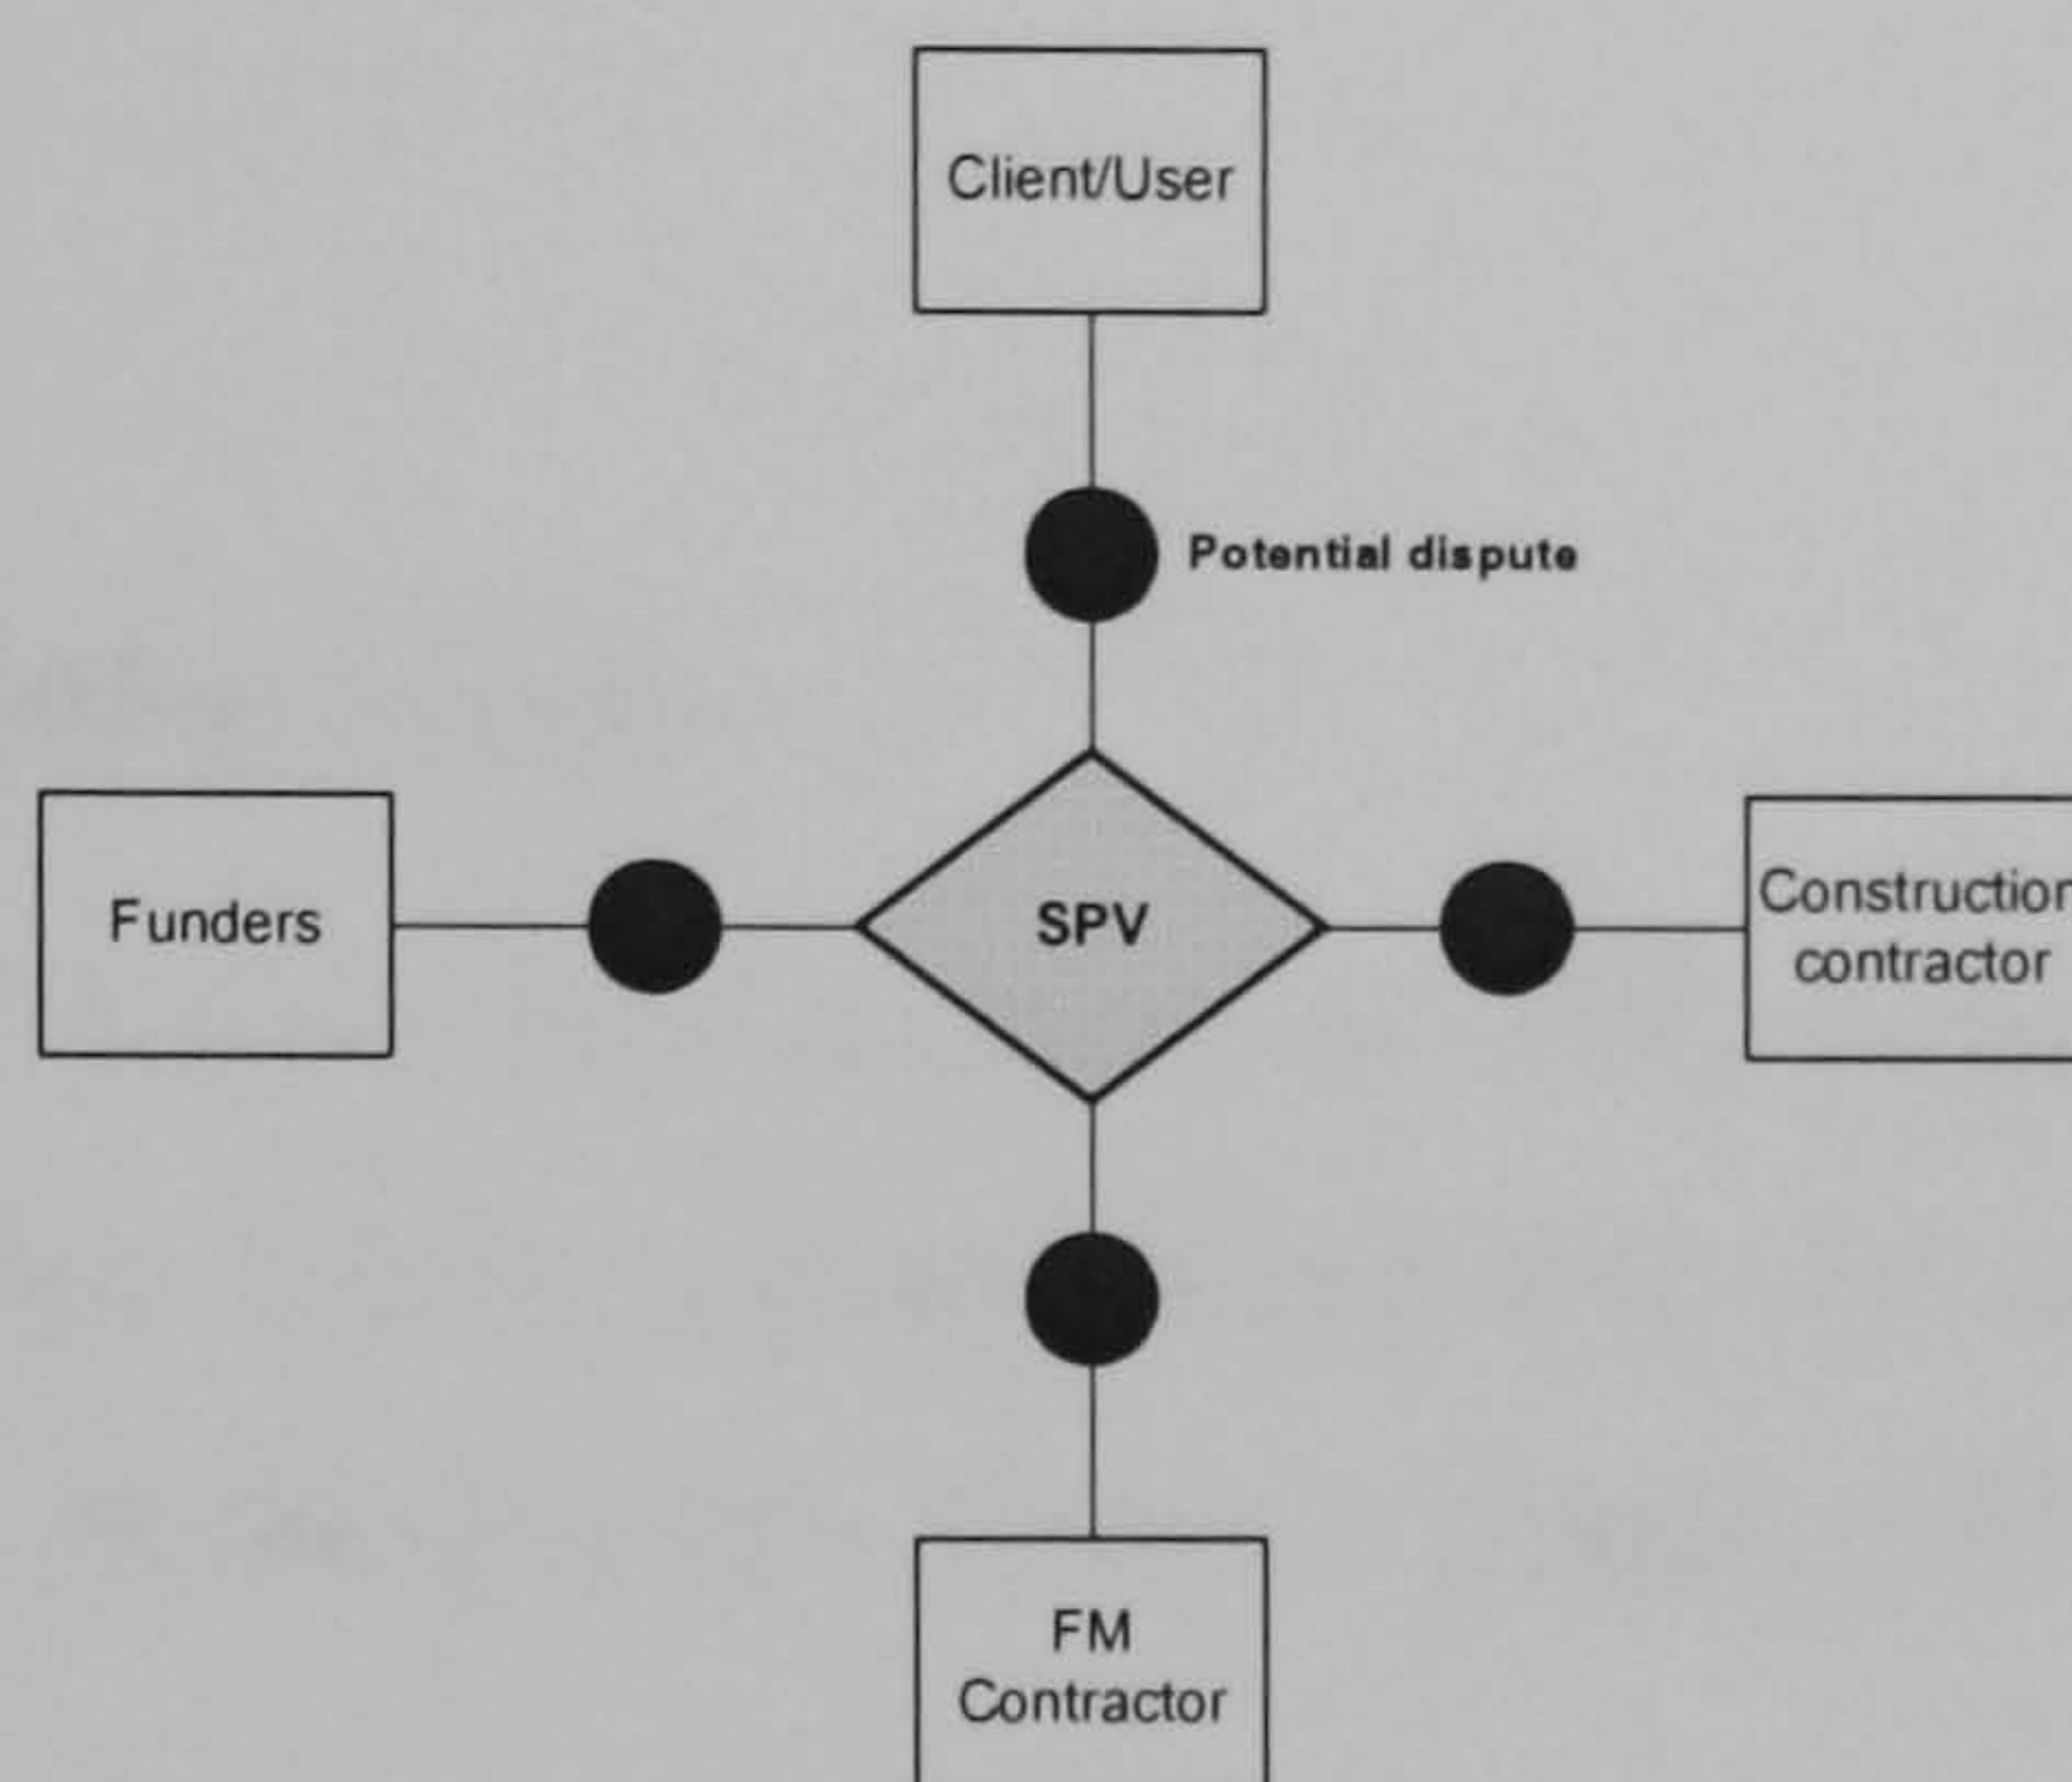 Client/User
Potential dispute
Funders
SPV
Construction
contractor
FM
Contractor